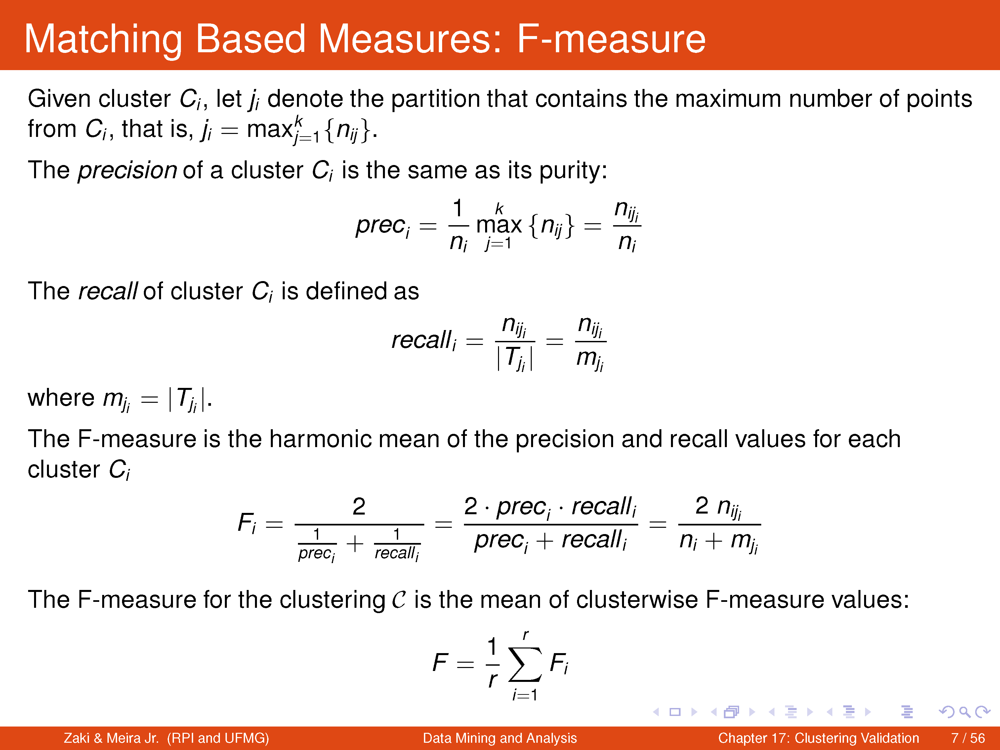 Matching Based Measures: F-measure
Given cluster C_i, let j_i denote the partition that contains the maximum number of points
from C_i, that is, j_i = max_{j=1}^k {n_ij}.
The precision of a cluster C_i is the same as its purity:
prec_i = \frac{1}{n_i} \max_{j=1}^{k} {n_ij} = \frac{n_{ij_i}}{n_i}
The recall of cluster C_i is defined as
recall_i = \frac{n_{ij_i}}{|T_{j_i}|} = \frac{n_{ij_i}}{m_{j_i}}
where m_{j_i} = |T_{j_i}|.
The F-measure is the harmonic mean of the precision and recall values for each
cluster C_i
F_i = \frac{2}{\frac{1}{prec_i} + \frac{1}{recall_i}} = \frac{2 · prec_i · recall_i}{prec_i + recall_i} = \frac{2 n_{ij_i}}{n_i + m_{j_i}}
The F-measure for the clustering 𝒞 is the mean of clusterwise F-measure values:
F = \frac{1}{r} \sum_{i=1}^{r} F_i
Zaki & Meira Jr. (RPI and UFMG) Data Mining and Analysis Chapter 17: Clustering Validation 7 / 56